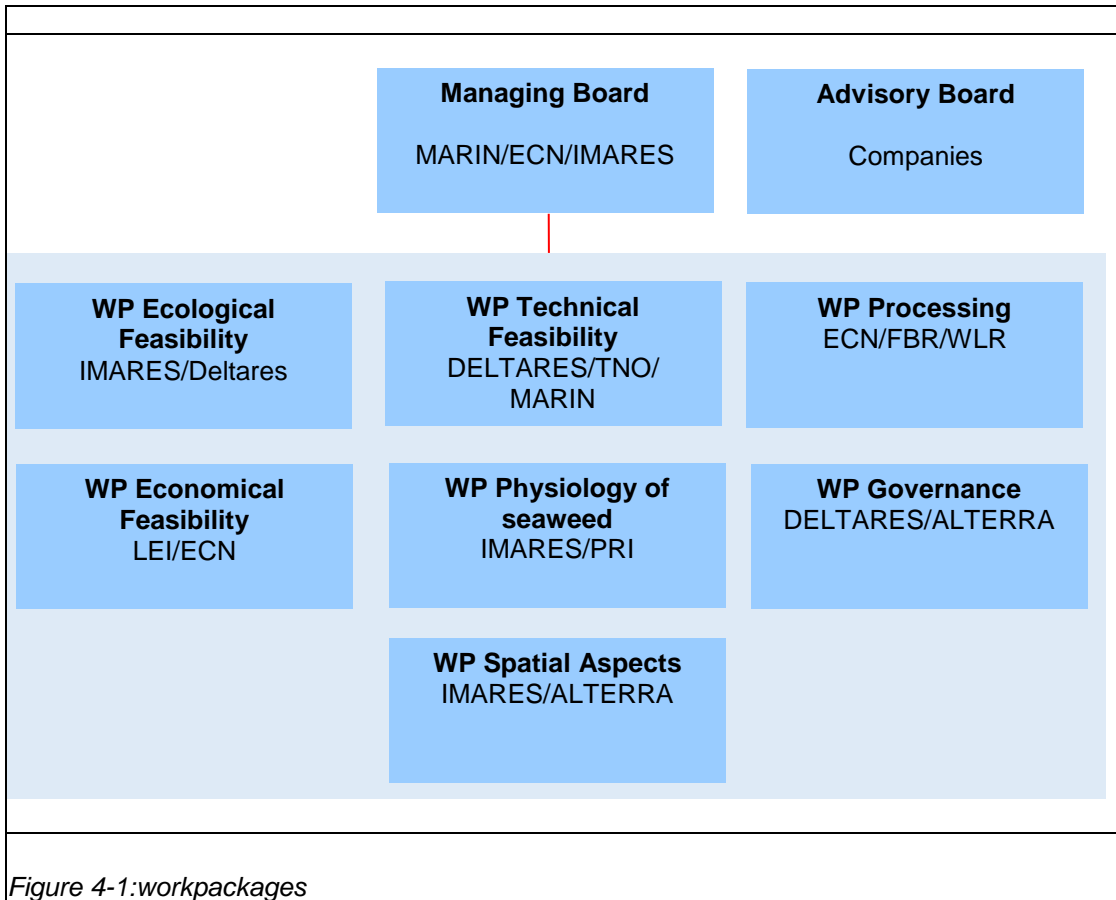 Managing Board
MARIN/ECN/IMARES
Advisory Board
Companies
WP Ecological
Feasibility
IMARES/Deltares
WP Technical
Feasibility
DELTARES/TNO/
MARIN
WP Processing
ECN/FBR/WLR
WP Economical
Feasibility
LEI/ECN
WP Physiology of
seaweed
IMARES/PRI
WP Governance
DELTARES/ALTERRA
WP Spatial Aspects
IMARES/ALTERRA
Figure 4-1:workpackages